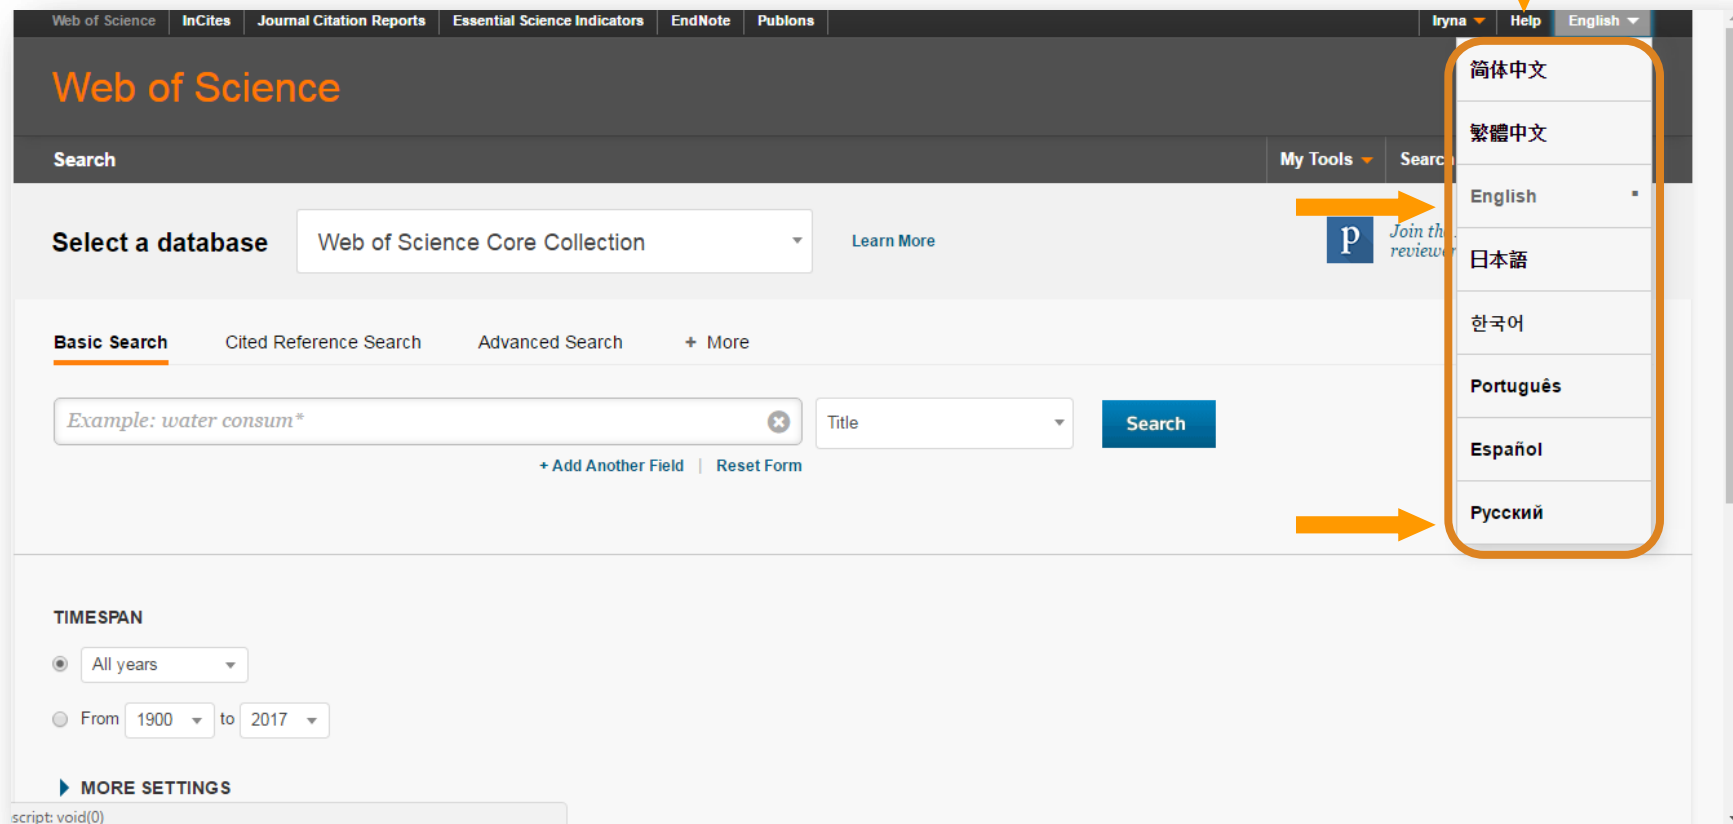 Web of Science InCites Journal Citation Reports Essential Science Indicators EndNote Publons Iryna Help English
Web of Science
简体中文
繁體中文
English
日本語
한국어
Português
Español
Русский
Search My Tools Search
Select a database Web of Science Core Collection Learn More
p Join th
reviewer
Basic Search Cited Reference Search Advanced Search + More
Example: water consum* Title Search
+ Add Another Field | Reset Form
TIMESPAN
All years
From 1900 to 2017
MORE SETTINGS
script: void(0)